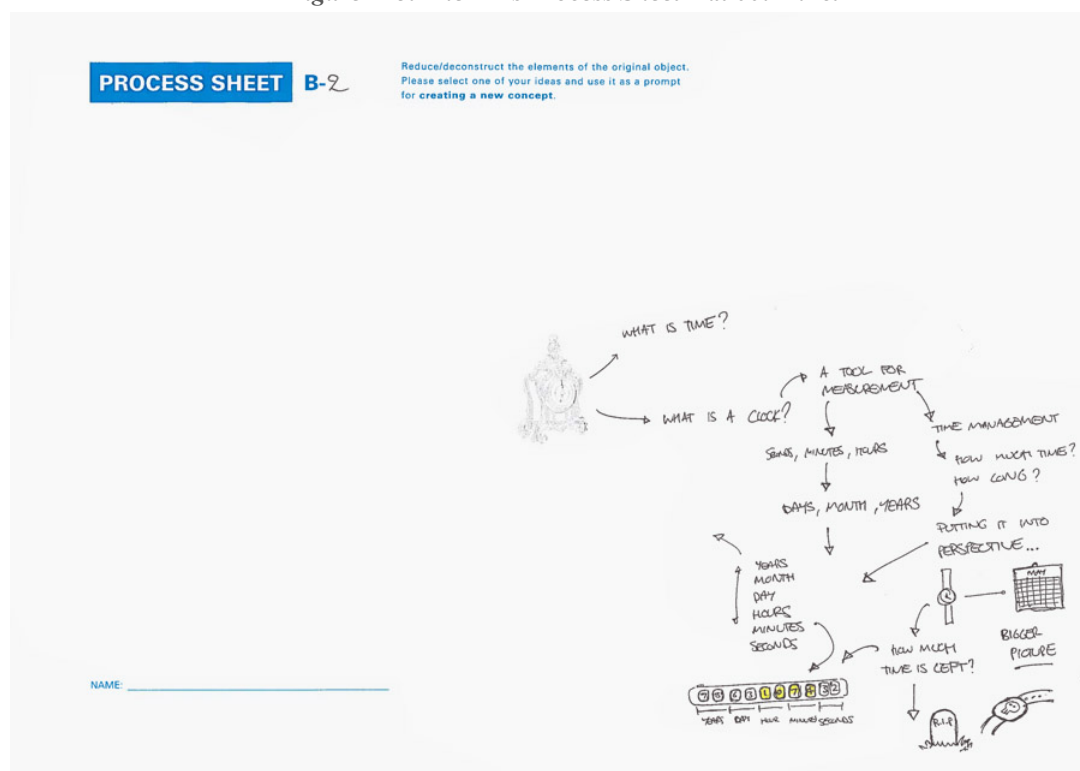 PROCESS SHEET B-2
Reduce/deconstruct the elements of the original object.
Please select one of your ideas and use it as a prompt
for creating a new concept.
WHAT IS TIME?
WHAT IS A CLOCK?
A TOOL FOR
MEASUREMENT
SECONDS, MINUTES, HOURS
DAYS, MONTH, YEARS
TIME MANAGEMENT
HOW MUCH TIME?
HOW LONG?
PUTTING IT INTO
PERSPECTIVE...
MAY
BIGGER
PICTURE
YEARS
MONTH
DAY
HOURS
MINUTES
SECONDS
HOW MUCH
TIME IS LEFT?
YEARS DAY HOUR MINUTES SECONDS
R.I.P
NAME: